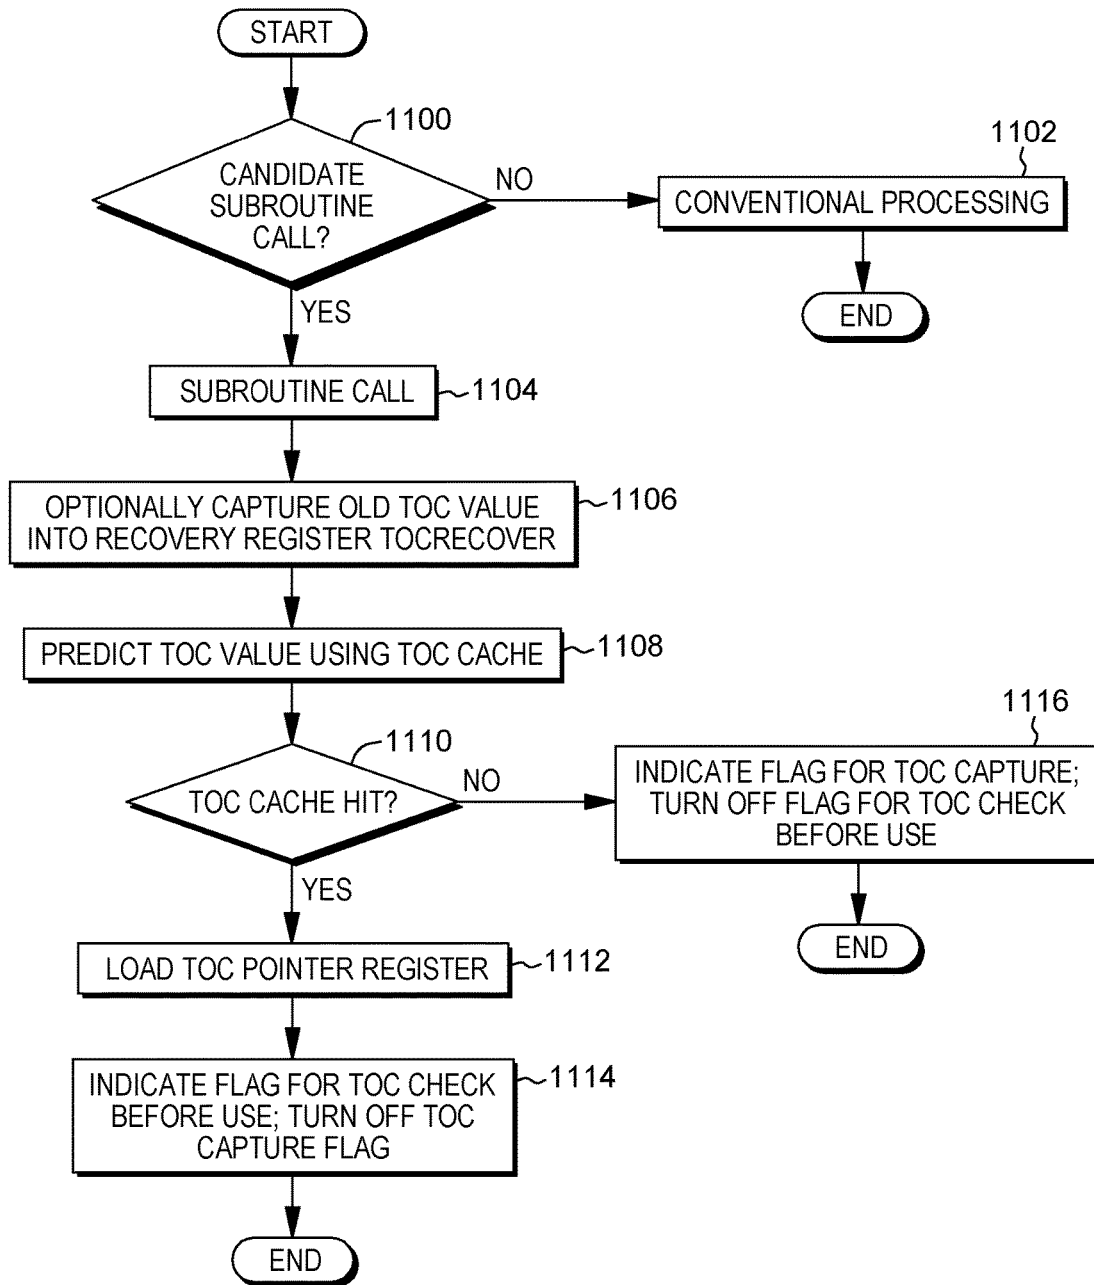 START
1100
CANDIDATE
SUBROUTINE
CALL?
NO
1102
CONVENTIONAL PROCESSING
END
YES
SUBROUTINE CALL
1104
OPTIONALLY CAPTURE OLD TOC VALUE
INTO RECOVERY REGISTER TOCRECOVER
1106
PREDICT TOC VALUE USING TOC CACHE
1108
1110
TOC CACHE HIT?
NO
1116
INDICATE FLAG FOR TOC CAPTURE;
TURN OFF FLAG FOR TOC CHECK
BEFORE USE
END
YES
LOAD TOC POINTER REGISTER
1112
INDICATE FLAG FOR TOC CHECK
BEFORE USE; TURN OFF TOC
CAPTURE FLAG
1114
END